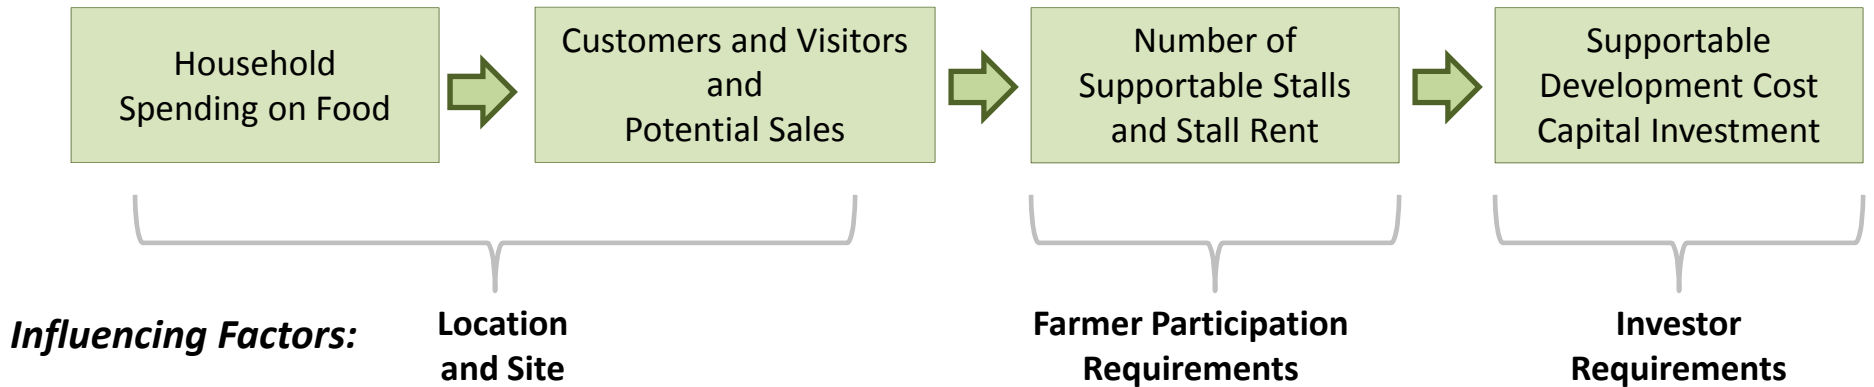 Household
Spending on Food
Customers and Visitors
and
Potential Sales
Number of
Supportable Stalls
and Stall Rent
Supportable
Development Cost
Capital Investment
Influencing Factors:
Location
and Site
Farmer Participation
Requirements
Investor
Requirements